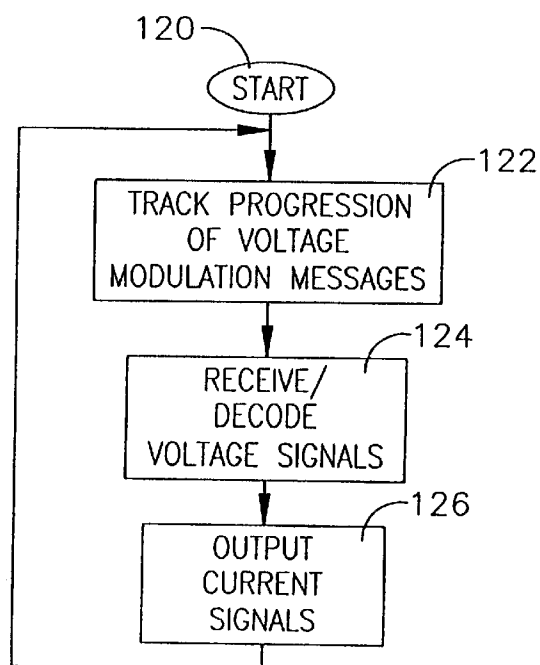 120
START
122
TRACK PROGRESSION
OF VOLTAGE
MODULATION MESSAGES
124
RECEIVE/
DECODE
VOLTAGE SIGNALS
126
OUTPUT
CURRENT
SIGNALS